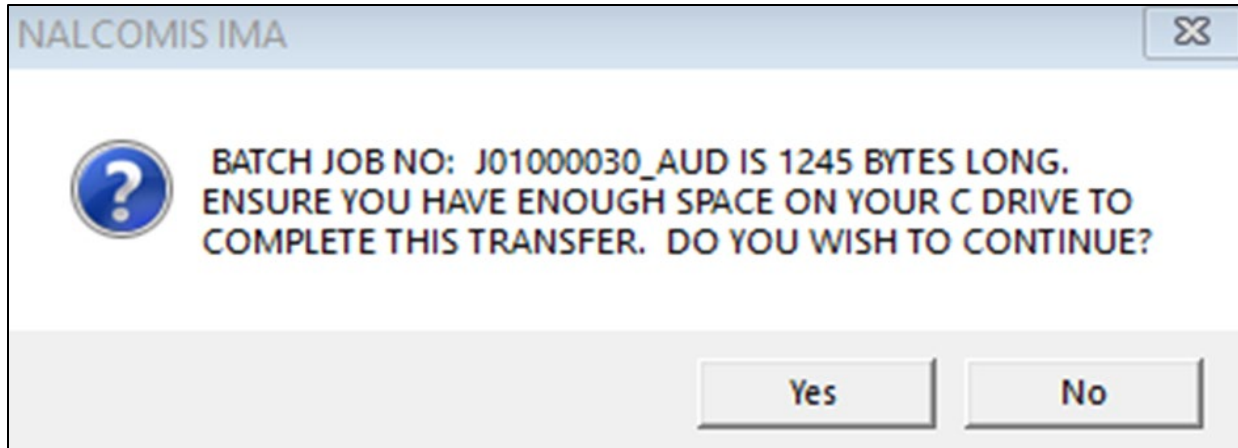 NALCOMIS IMA
BATCH JOB NO: J01000030_AUD IS 1245 BYTES LONG.
ENSURE YOU HAVE ENOUGH SPACE ON YOUR C DRIVE TO
COMPLETE THIS TRANSFER. DO YOU WISH TO CONTINUE?
Yes No